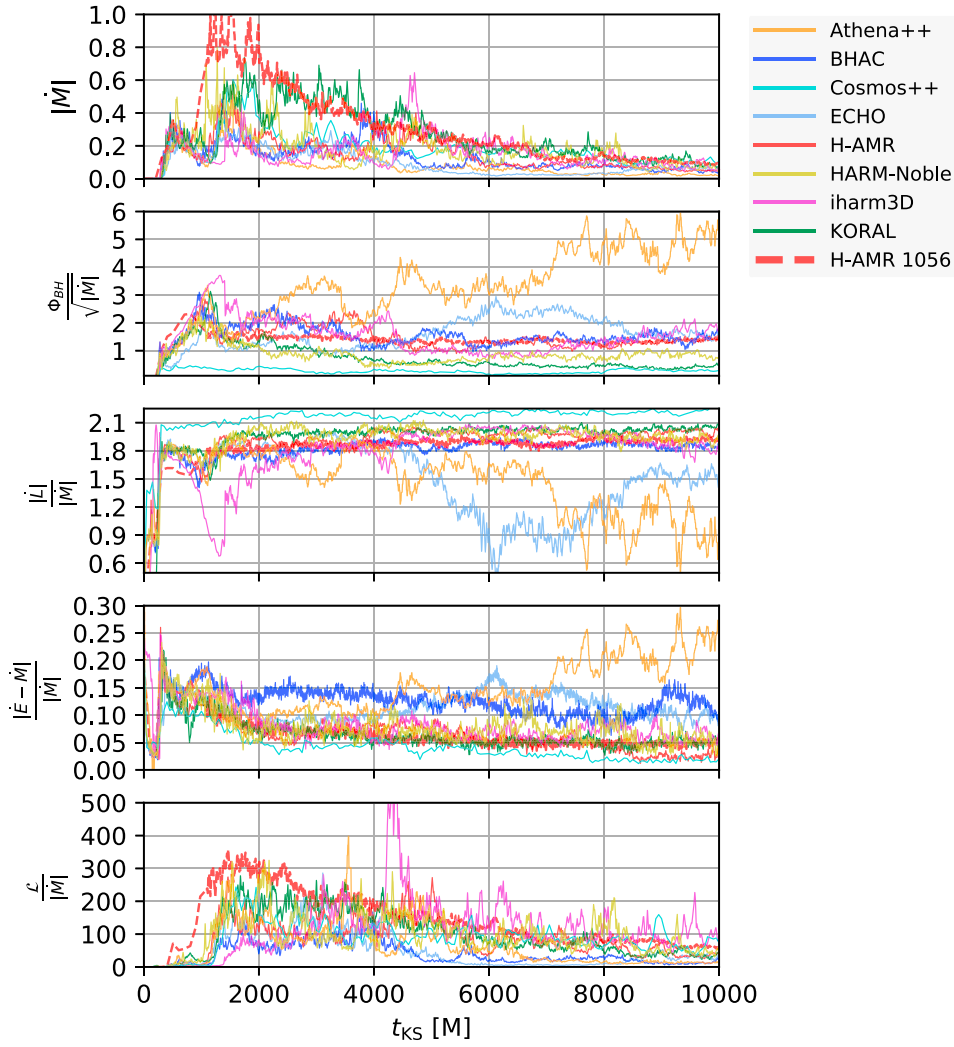 1.0
0.8
0.6
0.4
0.2
0.0
|Ṁ|
6
5
4
3
2
1
Φ_BH / √|Ṁ|
2.1
1.8
1.5
1.2
0.9
0.6
|L̇| / |Ṁ|
0.30
0.25
0.20
0.15
0.10
0.05
0.00
|Ė − Ṁ| / |Ṁ|
500
400
300
200
100
0
ℒ / |Ṁ|
0 2000 4000 6000 8000 10000
t_KS [M]
Athena++
BHAC
Cosmos++
ECHO
H-AMR
HARM-Noble
iharm3D
KORAL
H-AMR 1056